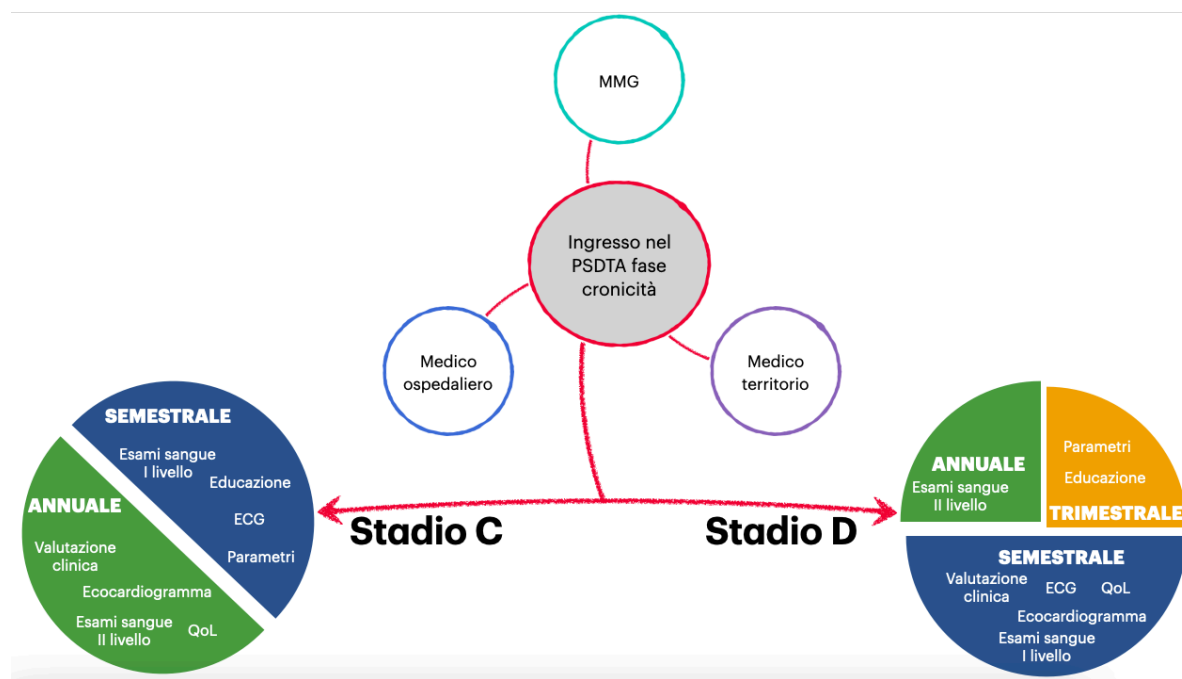 MMG
Ingresso nel
PSDTA fase
cronicità
Medico
ospedaliero
Medico
territorio
SEMESTRALE
Esami sangue
I livello
Educazione
ECG
Parametri
ANNUALE
Valutazione
clinica
Ecocardiogramma
Esami sangue
II livello
QoL
Stadio C
Stadio D
ANNUALE
Esami sangue
II livello
Parametri
Educazione
TRIMESTRALE
SEMESTRALE
Valutazione
clinica
ECG
QoL
Ecocardiogramma
Esami sangue
I livello